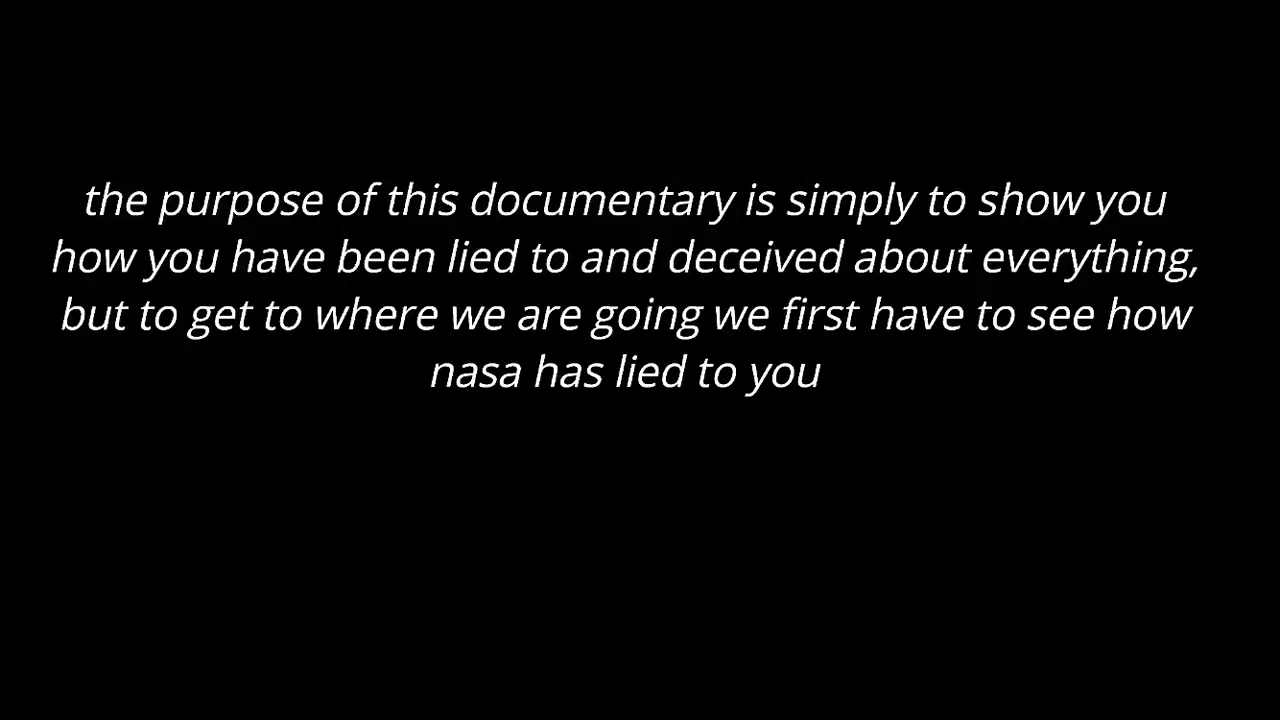 the purpose of this documentary is simply to show you
how you have been lied to and deceived about everything,
but to get to where we are going we first have to see how
nasa has lied to you